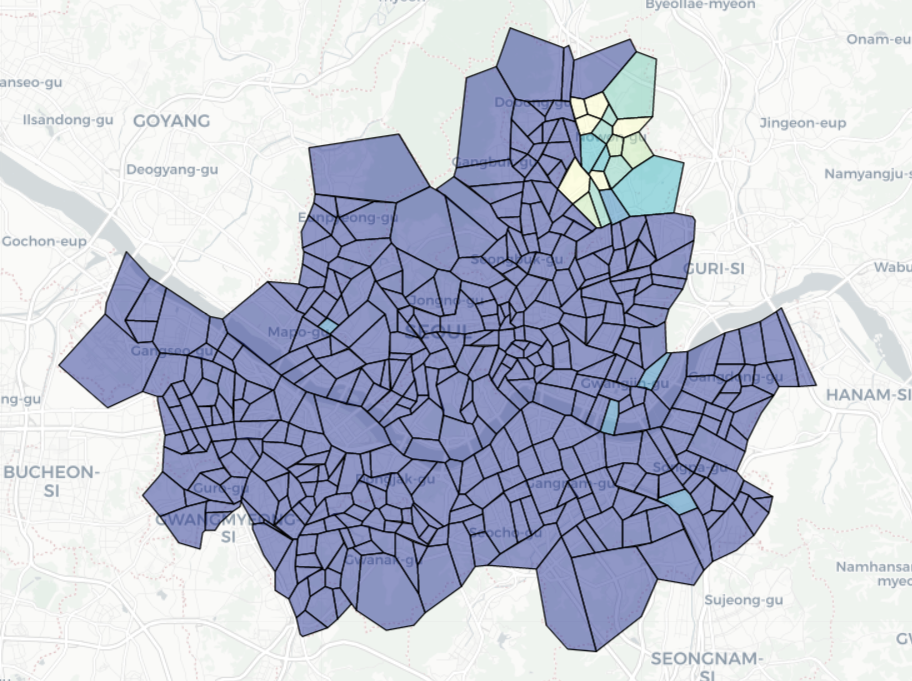 Byeollae-myeon
Onam-eu
anseo-gu
Ilsandong-gu
GOYANG
Dobong-gu
Jingeon-eup
Deogyang-gu
Gangbuk-gu
Namyangju-s
Eunpyeong-gu
Gochon-eup
Seongbuk-gu
GURI-SI
Wabu
Jongno-gu
Mapo-gu
SEOUL
Gangseo-gu
Gwangjin-gu
Gangdong-gu
ng-gu
HANAM-SI
BUCHEON-
SI
Songpa-gu
Guro-gu
Dongjak-gu
Gangnam-gu
GWANGMYEONG-
SI
Seocho-gu
Gwanak-gu
Namhansan
myeo
Sujeong-gu
SEONGNAM-
SI